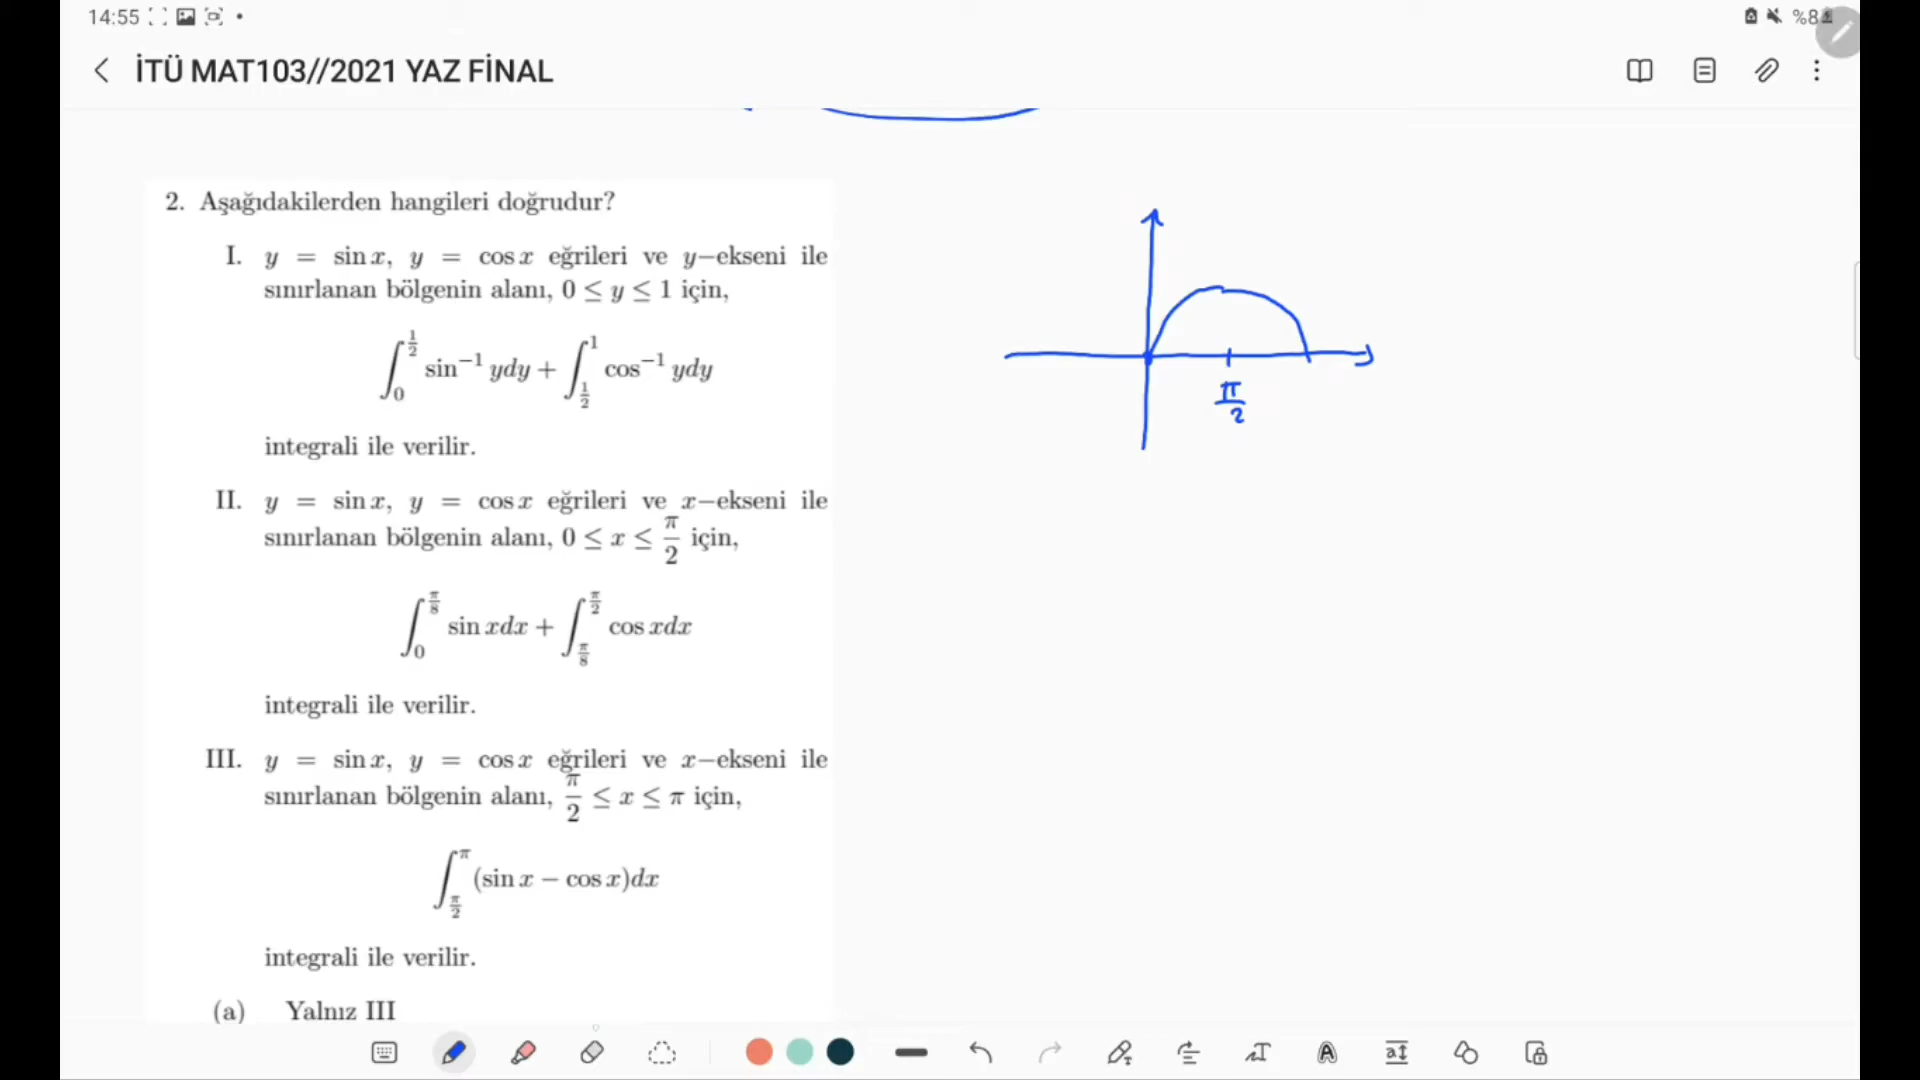 14:55
%8
İTÜ MAT103//2021 YAZ FİNAL
2. Aşağıdakilerden hangileri doğrudur?
I. y = sin x, y = cos x eğrileri ve y−ekseni ile
sınırlanan bölgenin alanı, 0 ≤ y ≤ 1 için,
∫_0^{1/2} sin⁻¹ ydy + ∫_{1/2}^1 cos⁻¹ ydy
integrali ile verilir.
II. y = sin x, y = cos x eğrileri ve x−ekseni ile
sınırlanan bölgenin alanı, 0 ≤ x ≤ π/2 için,
∫_0^{π/8} sin xdx + ∫_{π/8}^{π/2} cos xdx
integrali ile verilir.
III. y = sin x, y = cos x eğrileri ve x−ekseni ile
sınırlanan bölgenin alanı, π/2 ≤ x ≤ π için,
∫_{π/2}^π (sin x − cos x)dx
integrali ile verilir.
(a) Yalnız III
π/2